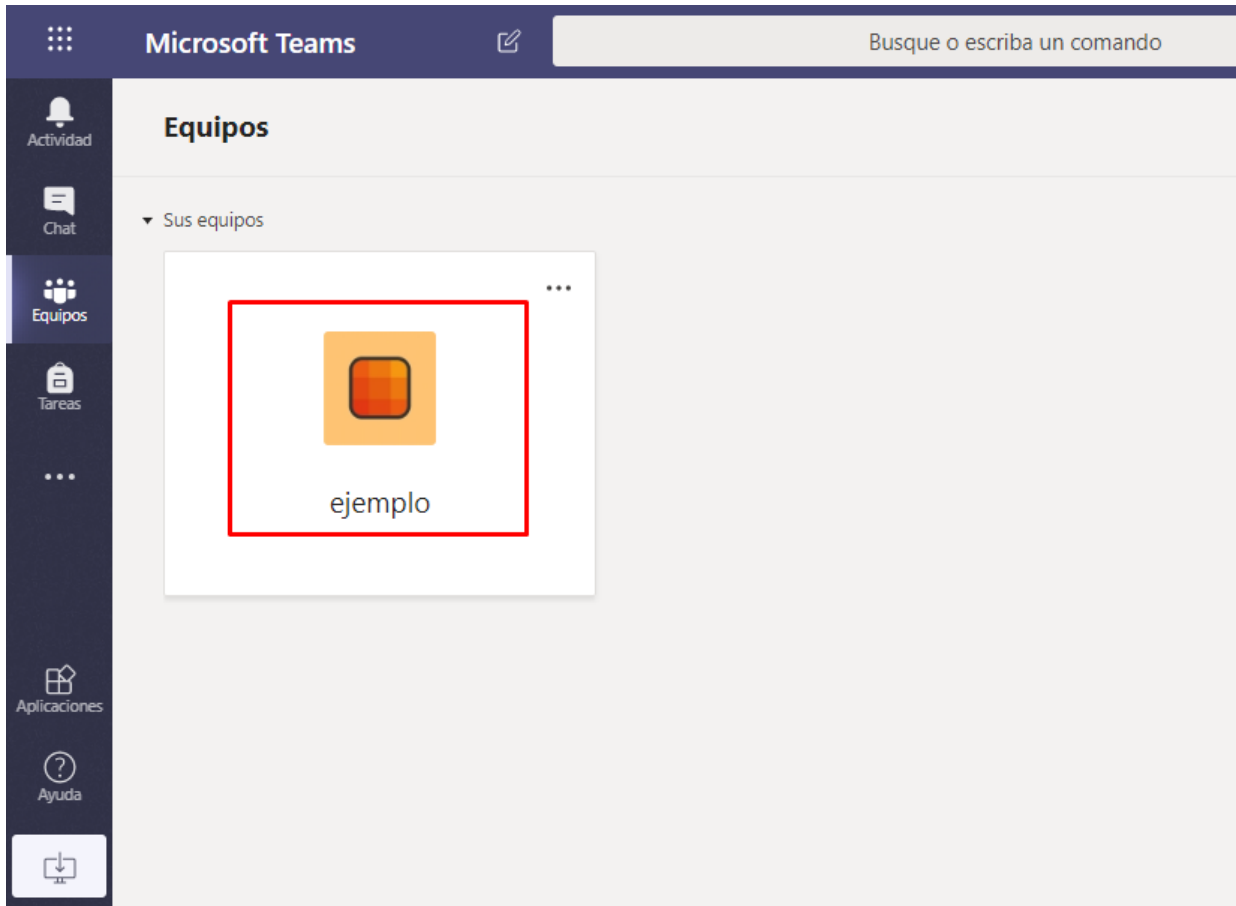 Microsoft Teams
Busque o escriba un comando
Actividad
Chat
Equipos
Tareas
Aplicaciones
Ayuda
Equipos
Sus equipos
ejemplo